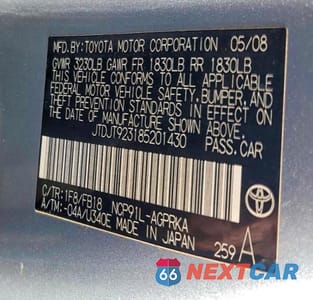 MFD. BY: TOYOTA MOTOR CORPORATION 05/08
GVWR 3230LB GAWR FR 1830LB RR 1830LB
THIS VEHICLE CONFORMS TO ALL APPLICABLE
FEDERAL MOTOR VEHICLE SAFETY, BUMPER,
AND THEFT PREVENTION STANDARDS IN EFFECT
ON THE DATE OF MANUFACTURE SHOWN ABOVE.
JTDJT923185201430 PASS.CAR
C/TR: 1F8/FB18 NCP91L-AGPRKA
A/TM: -04A/U340E MADE IN JAPAN
259A
TOYOTA
66 NEXTCAR